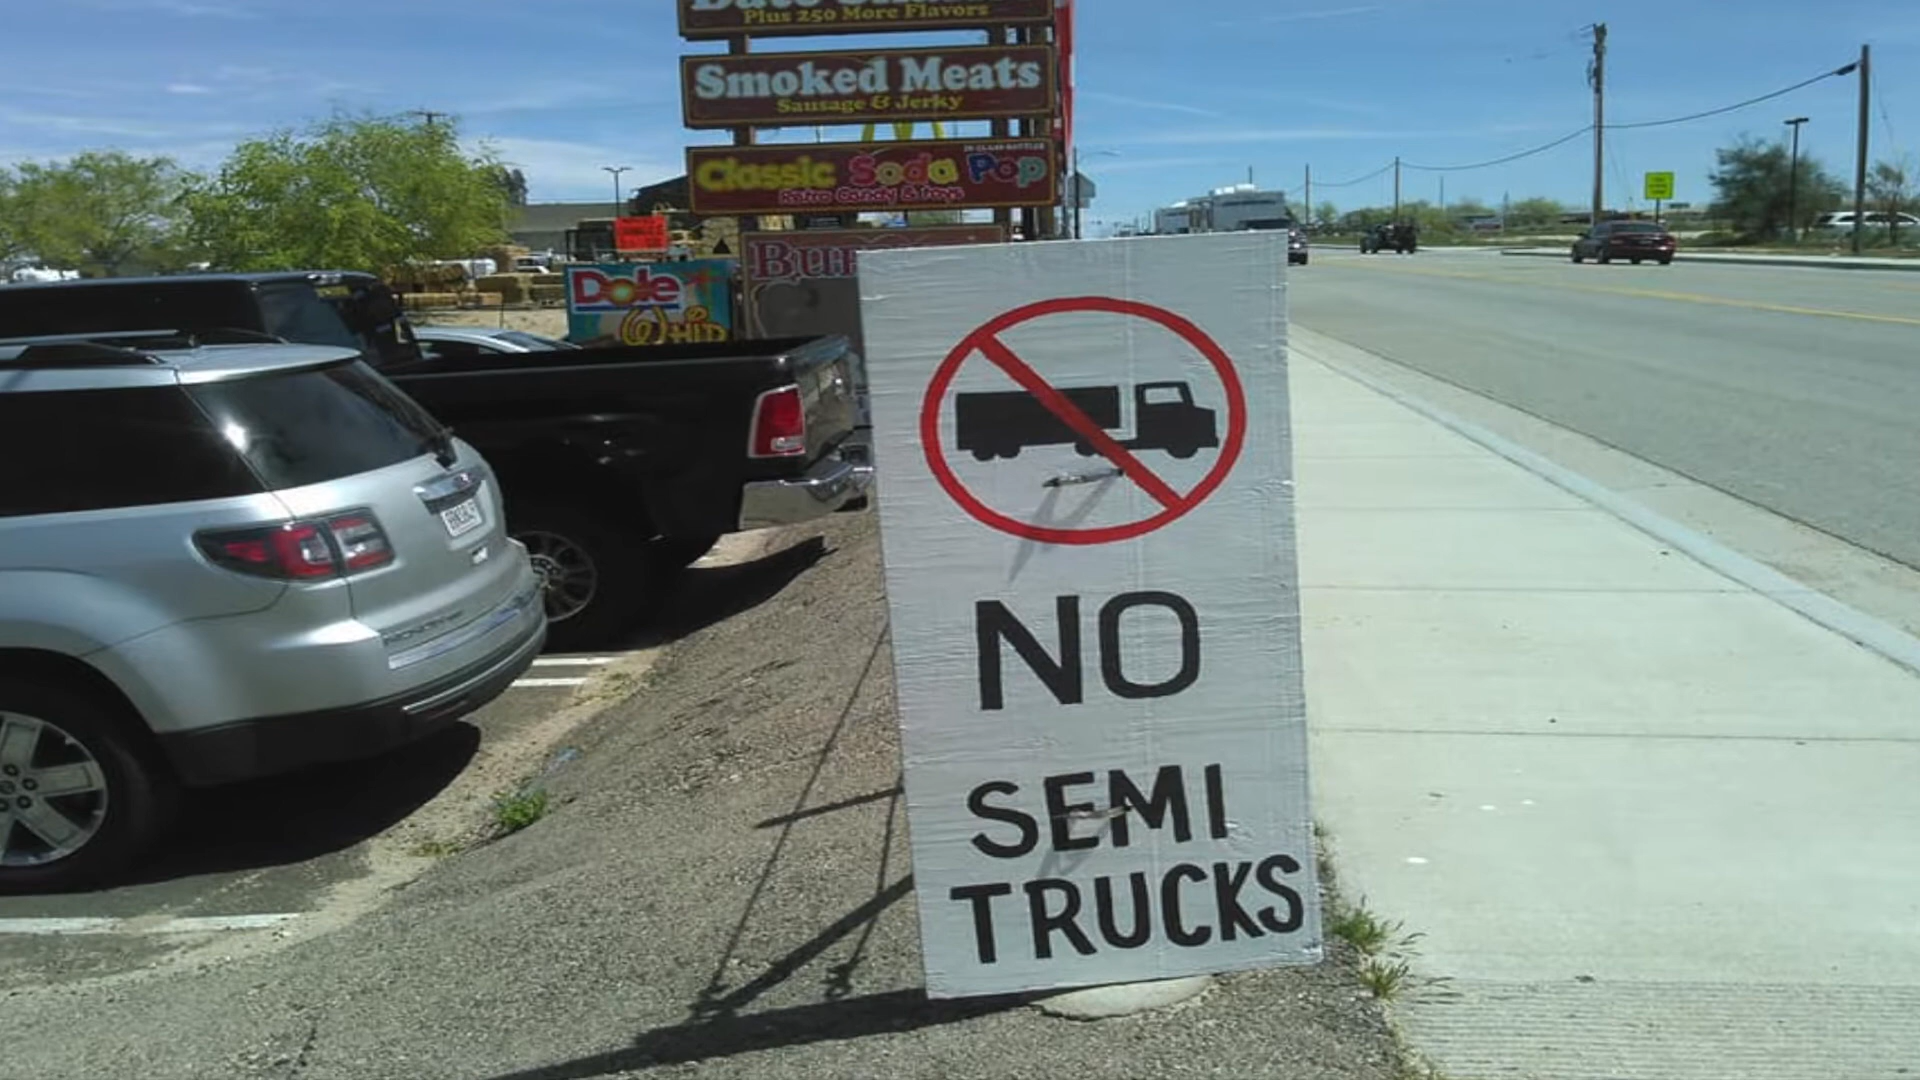 Plus 250 More Flavors
Smoked Meats
Sausage & Jerky
Classic Soda Pop
Retro Candy & Toys
Dole
Whip
NO
SEMI
TRUCKS